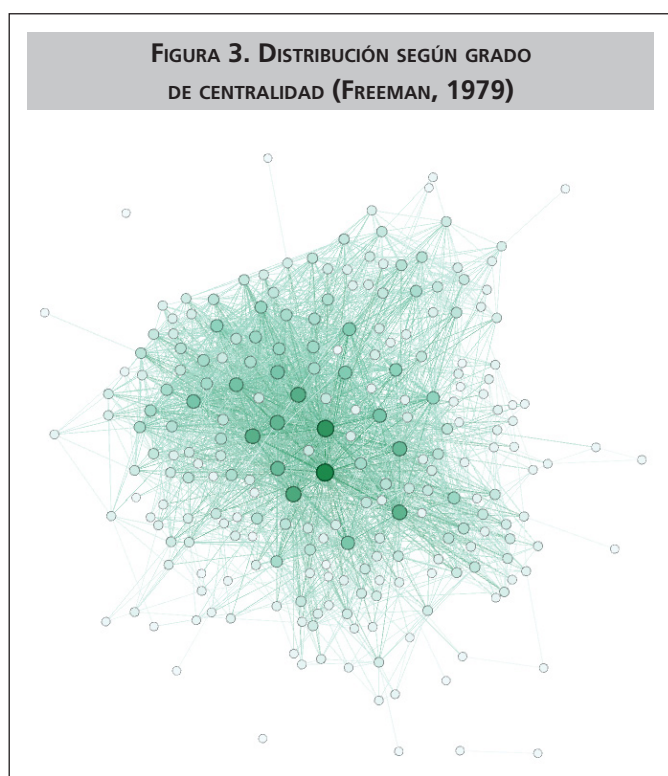 FIGURA 3. DISTRIBUCIÓN SEGÚN GRADO
DE CENTRALIDAD (FREEMAN, 1979)